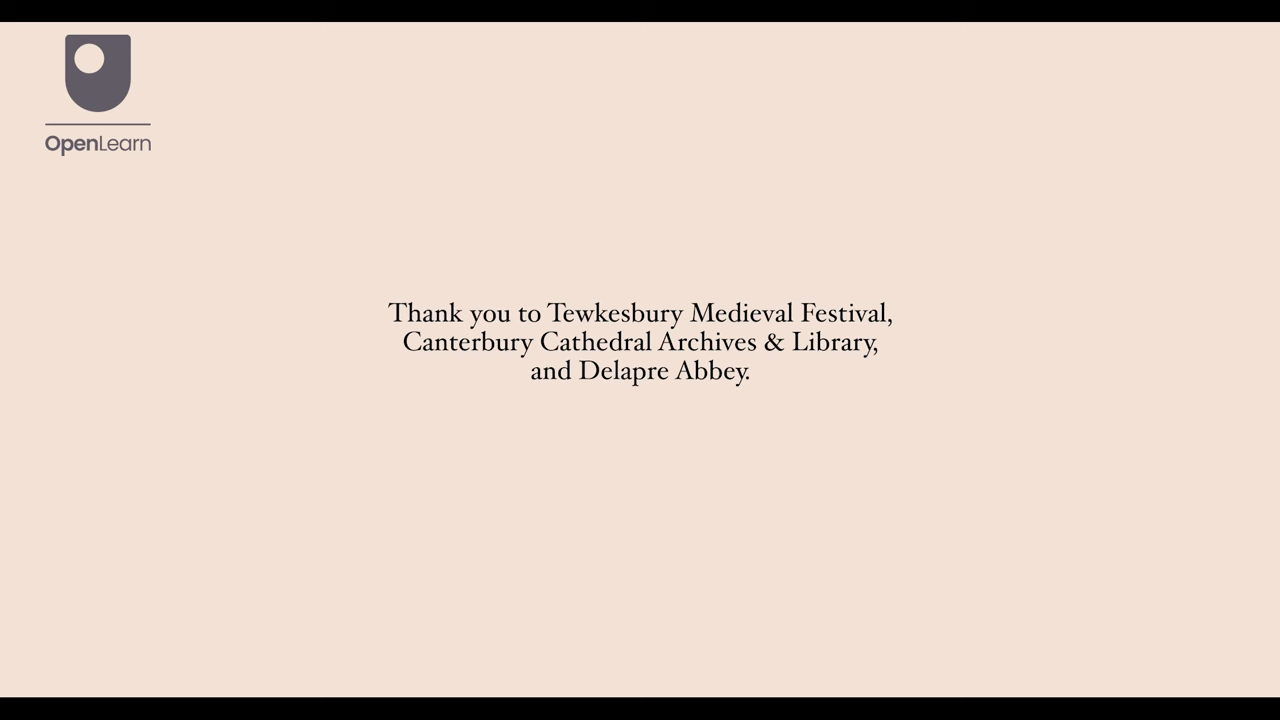 OpenLearn
Thank you to Tewkesbury Medieval Festival,
Canterbury Cathedral Archives & Library,
and Delapre Abbey.